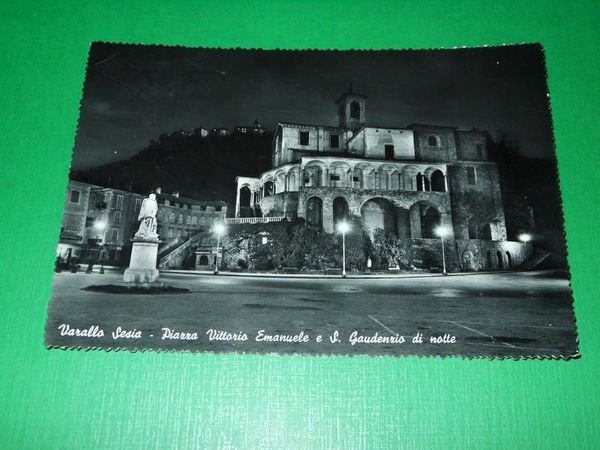 Varallo Sesia - Piazza Vittorio Emanuele e S. Gaudenzio di notte